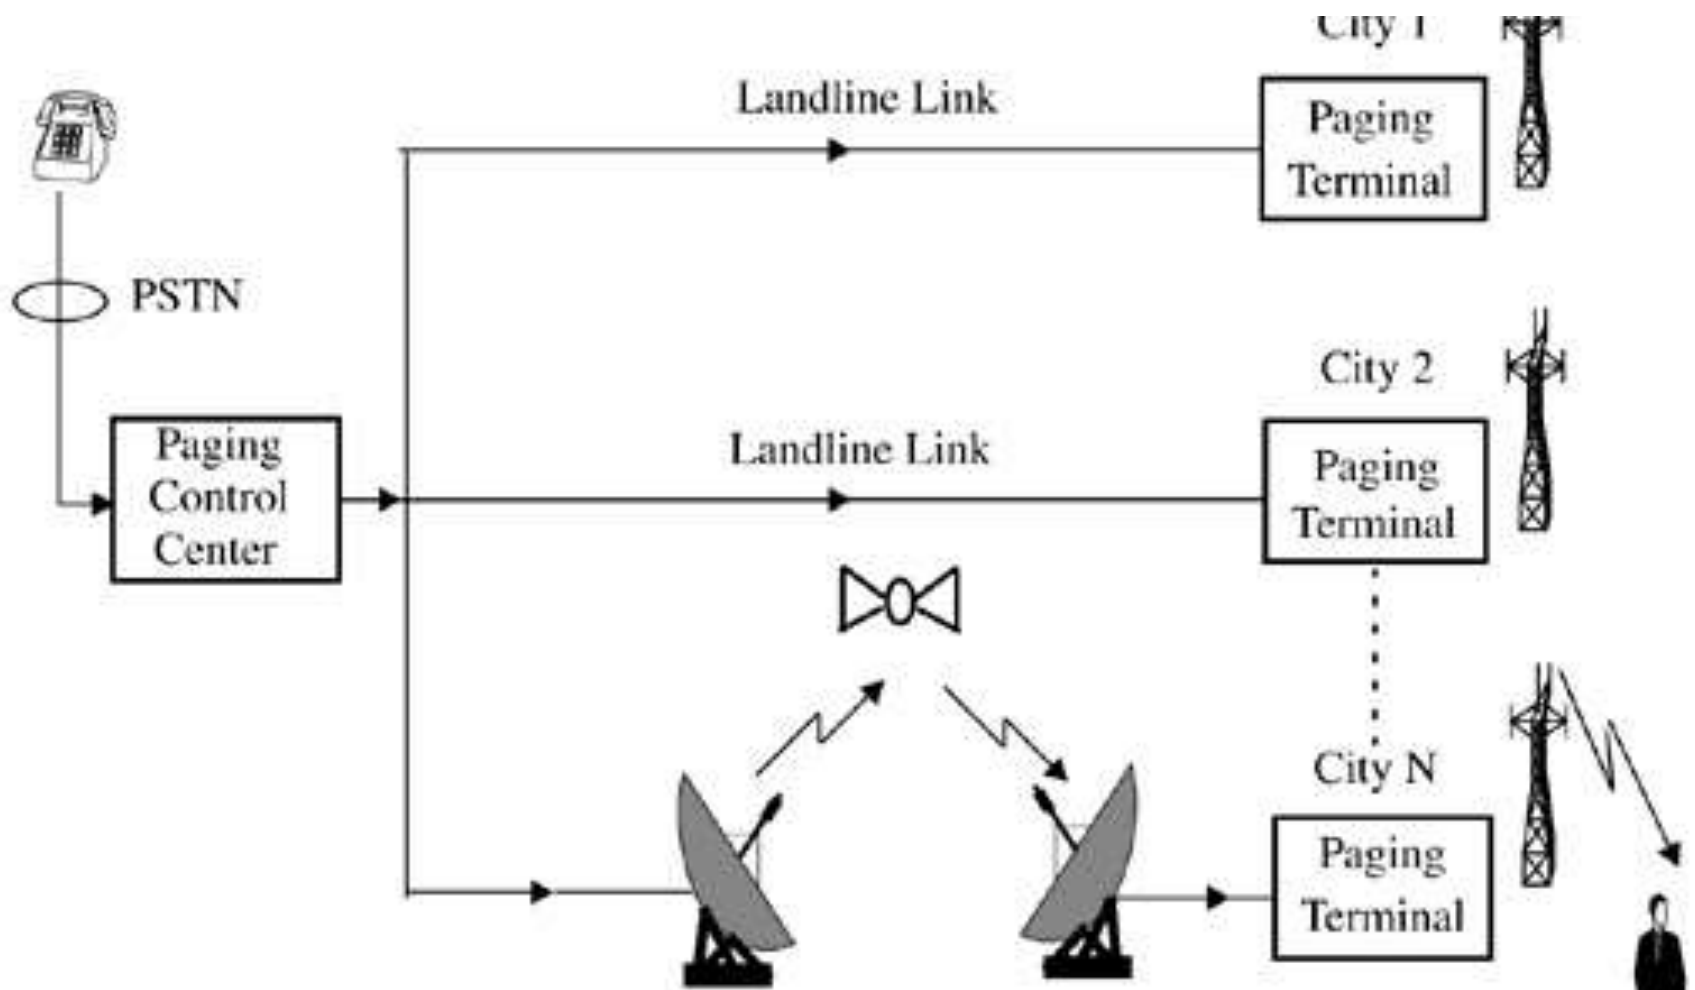 City 1
Landline Link
Paging
Terminal
PSTN
City 2
Paging
Control
Center
Landline Link
Paging
Terminal
City N
Paging
Terminal